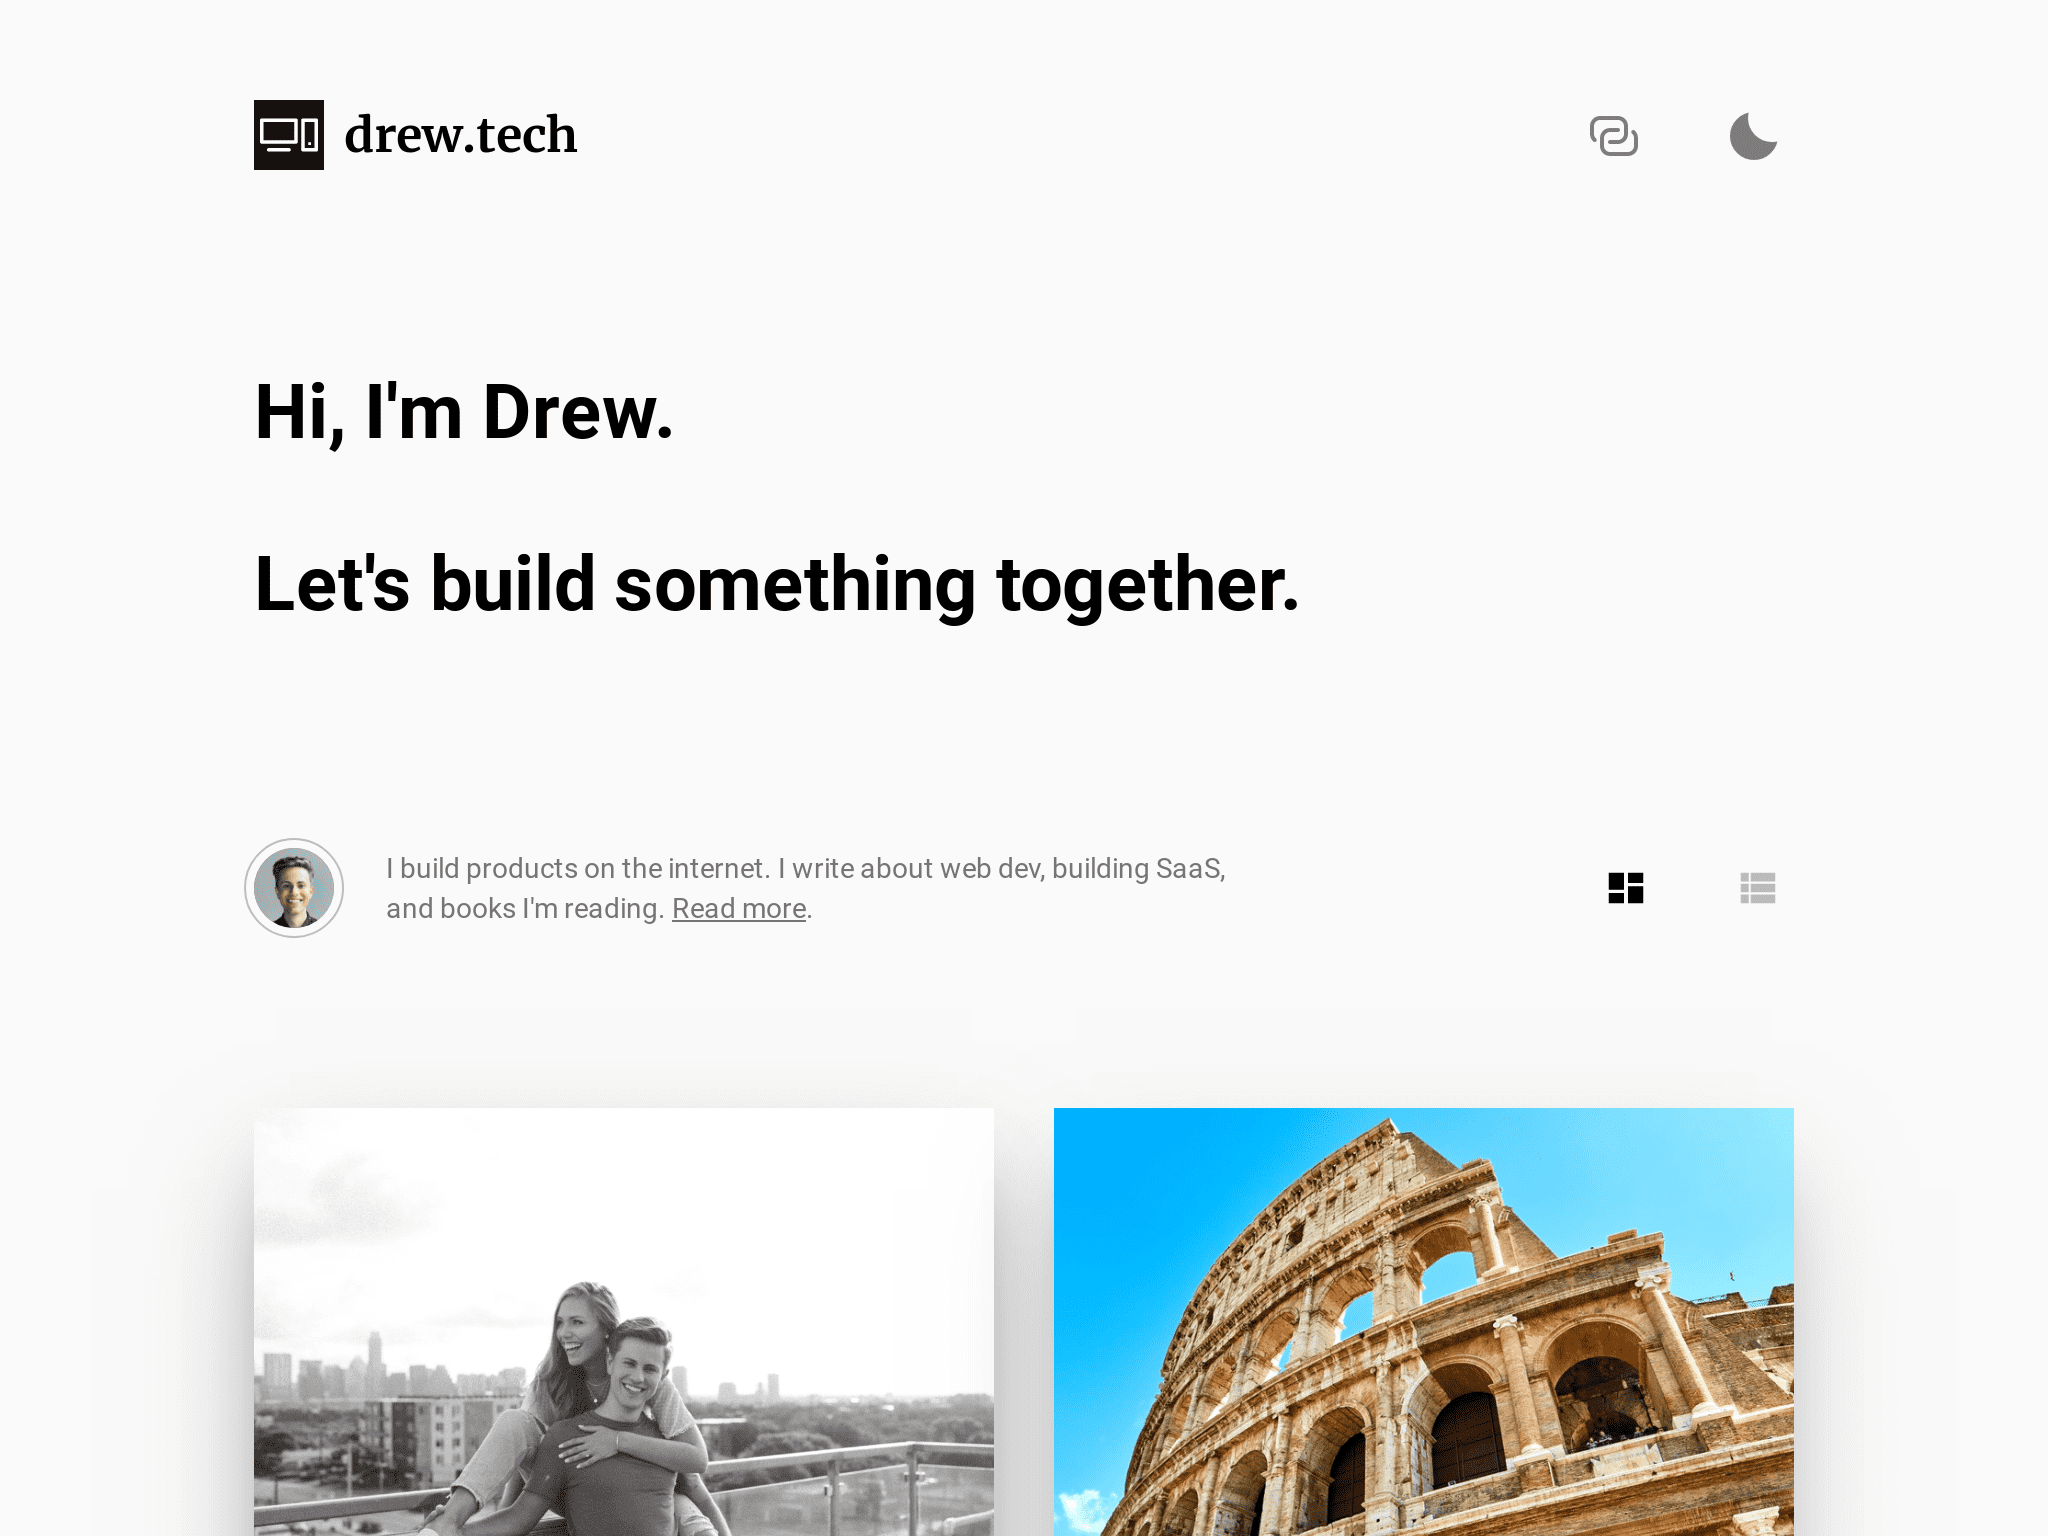 drew.tech
Hi, I'm Drew.
Let's build something together.
I build products on the internet. I write about web dev, building SaaS,
and books I'm reading. Read more.